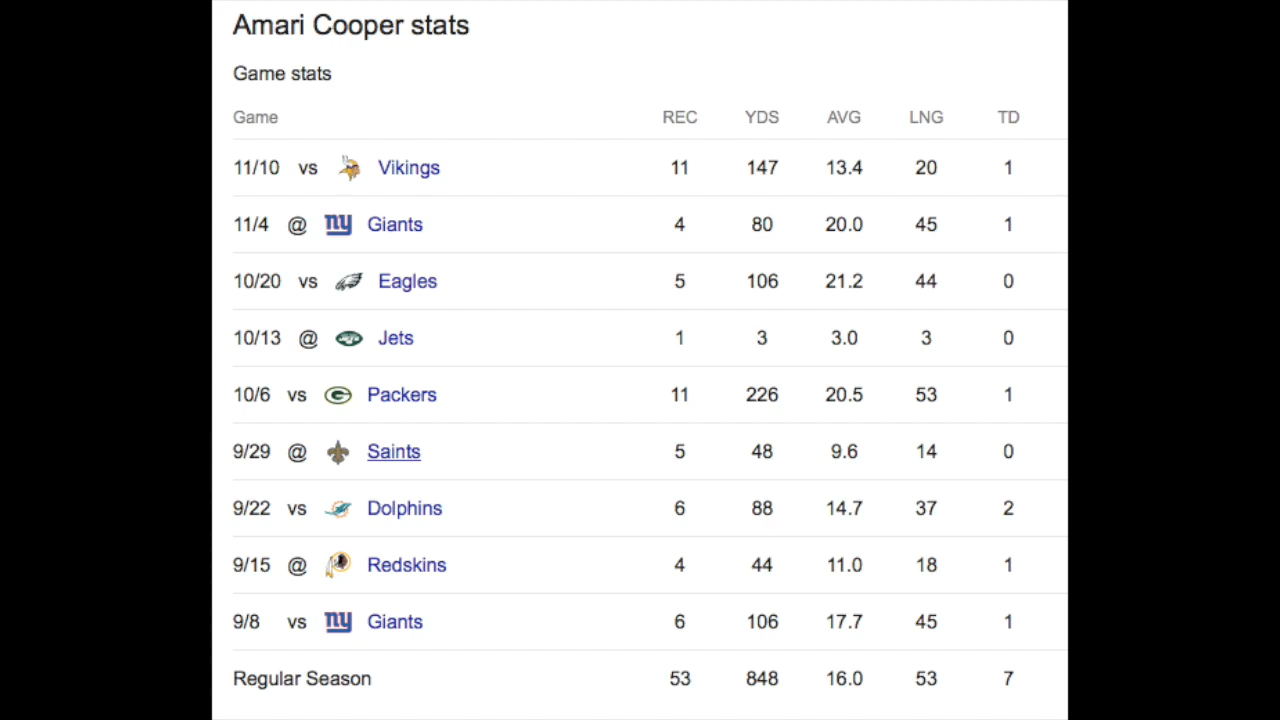 Amari Cooper stats
Game stats
Game REC YDS AVG LNG TD
11/10 vs Vikings 11 147 13.4 20 1
11/4 @ ny Giants 4 80 20.0 45 1
10/20 vs Eagles 5 106 21.2 44 0
10/13 @ Jets 1 3 3.0 3 0
10/6 vs G Packers 11 226 20.5 53 1
9/29 @ Saints 5 48 9.6 14 0
9/22 vs Dolphins 6 88 14.7 37 2
9/15 @ Redskins 4 44 11.0 18 1
9/8 vs ny Giants 6 106 17.7 45 1
Regular Season 53 848 16.0 53 7